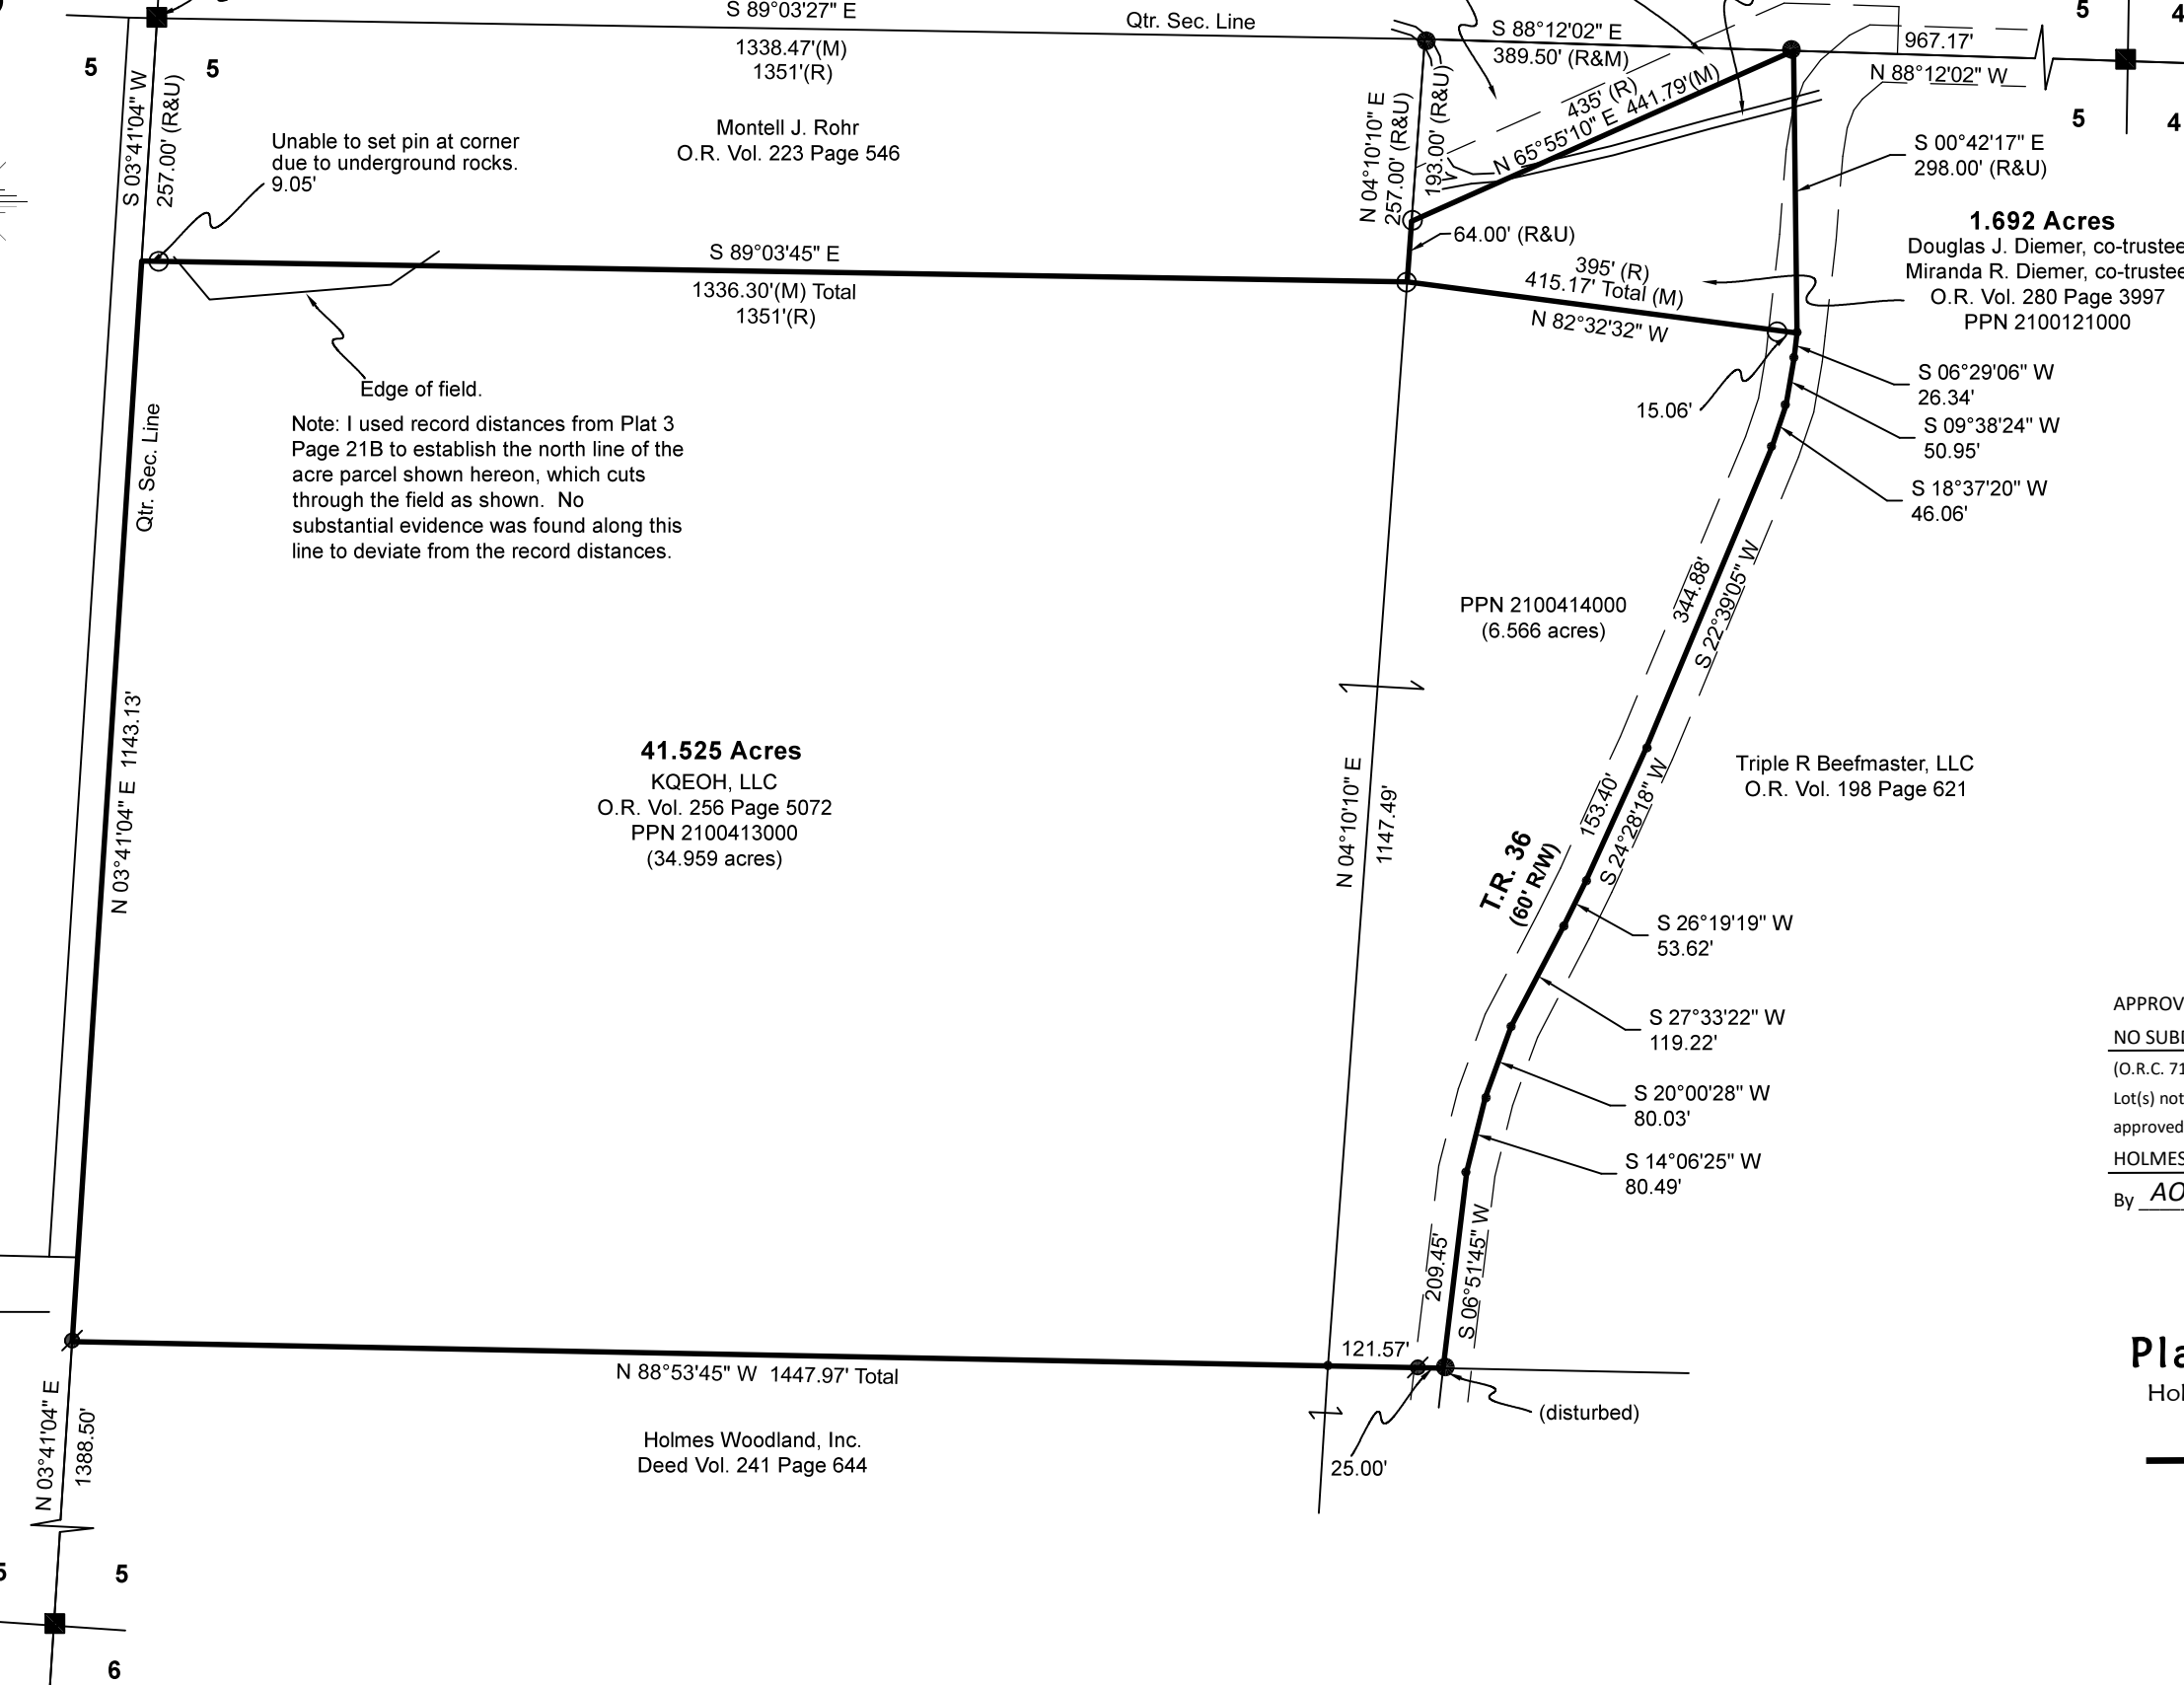 S 89°03'27" E
Qtr. Sec. Line
1338.47'(M)
1351'(R)
S 88°12'02" E
389.50' (R&M)
967.17'
N 88°12'02" W
5
4
5
5
5
4
S 03°41'04" W
257.00' (R&U)
Unable to set pin at corner
due to underground rocks.
9.05'
Montell J. Rohr
O.R. Vol. 223 Page 546
N 04°10'10" E
257.00' (R&U)
193.00' (R&U)
435' (R)
N 65°55'10" E 441.79'(M)
S 00°42'17" E
298.00' (R&U)
1.692 Acres
Douglas J. Diemer, co-trustee
Miranda R. Diemer, co-trustee
O.R. Vol. 280 Page 3997
PPN 2100121000
64.00' (R&U)
S 89°03'45" E
1336.30'(M) Total
1351'(R)
395' (R)
415.17' Total (M)
N 82°32'32" W
15.06'
S 06°29'06" W
26.34'
S 09°38'24" W
50.95'
S 18°37'20" W
46.06'
Edge of field.
Note: I used record distances from Plat 3
Page 21B to establish the north line of the
acre parcel shown hereon, which cuts
through the field as shown. No
substantial evidence was found along this
line to deviate from the record distances.
Qtr. Sec. Line
N 03°41'04" E 1143.13'
344.88'
S 22°39'05" W
PPN 2100414000
(6.566 acres)
41.525 Acres
KQEOH, LLC
O.R. Vol. 256 Page 5072
PPN 2100413000
(34.959 acres)
N 04°10'10" E
1147.49'
153.40'
S 24°28'18" W
Triple R Beefmaster, LLC
O.R. Vol. 198 Page 621
T.R. 36
(60' R/W)
S 26°19'19" W
53.62'
S 27°33'22" W
119.22'
S 20°00'28" W
80.03'
S 14°06'25" W
80.49'
209.45'
S 06°51'45" W
APPROV
NO SUBD
(O.R.C. 71
Lot(s) not
approved
HOLMES
By AO
121.57'
N 88°53'45" W 1447.97' Total
(disturbed)
25.00'
Holmes Woodland, Inc.
Deed Vol. 241 Page 644
N 03°41'04" E
1388.50'
Pla
Hol
5
5
6